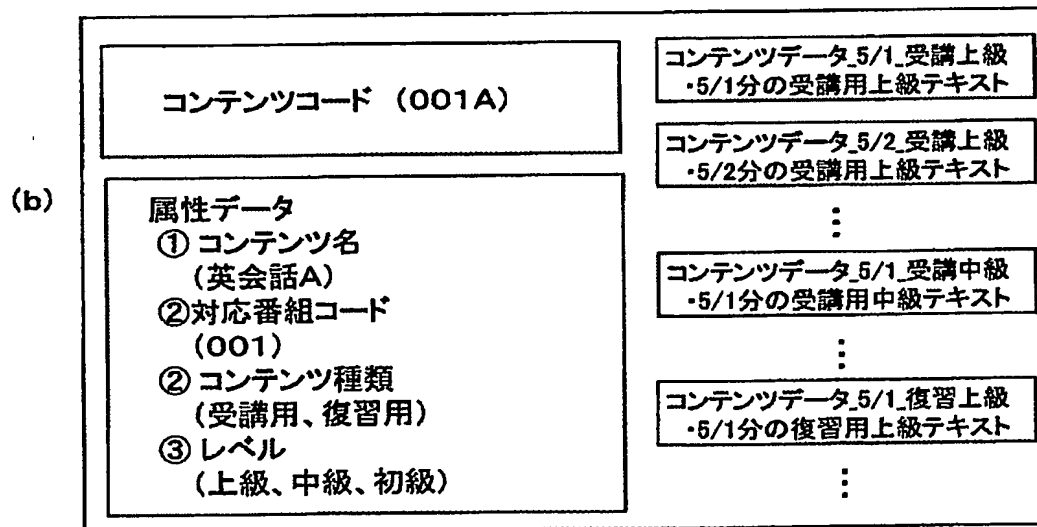 (b)
コンテンツコード (001A)
属性データ
① コンテンツ名
(英会話A)
②対応番組コード
(001)
② コンテンツ種類
(受講用、復習用)
③ レベル
(上級、中級、初級)
コンテンツデータ_5/1_受講上級
・5/1分の受講用上級テキスト
コンテンツデータ_5/2_受講上級
・5/2分の受講用上級テキスト
⋮
コンテンツデータ_5/1_受講中級
・5/1分の受講用中級テキスト
⋮
コンテンツデータ_5/1_復習上級
・5/1分の復習用上級テキスト
⋮